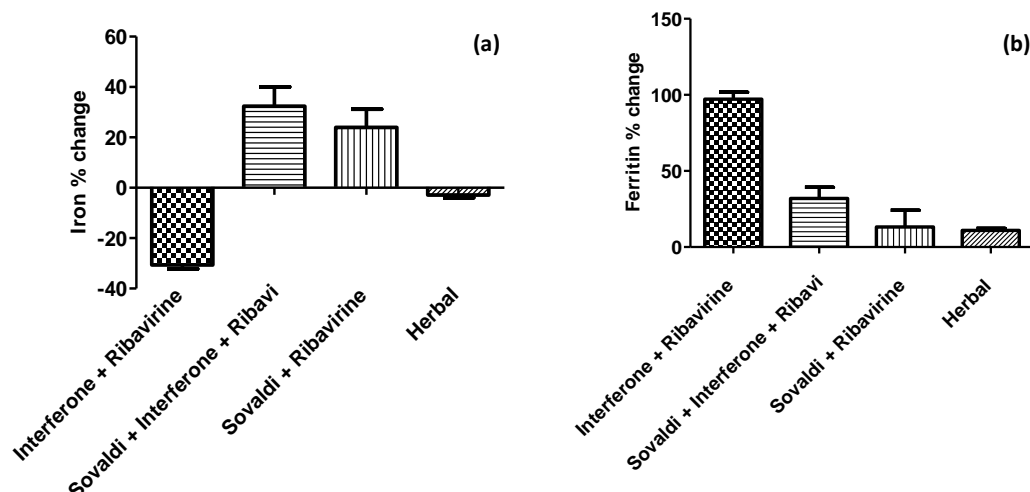 (a)
Iron % change
60
40
20
0
-20
-40
Interferone + Ribavirine
Sovaldi + Interferone + Ribavi
Sovaldi + Ribavirine
Herbal
(b)
Ferritin % change
150
100
50
0
Interferone + Ribavirine
Sovaldi + Interferone + Ribavi
Sovaldi + Ribavirine
Herbal